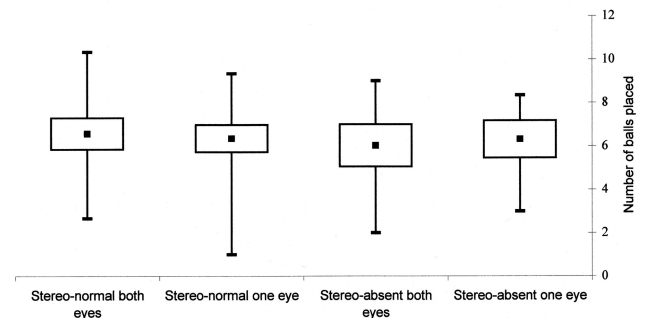 12
10
8
6
4
2
0
Number of balls placed
Stereo-normal both
eyes
Stereo-normal one eye
Stereo-absent both
eyes
Stereo-absent one eye